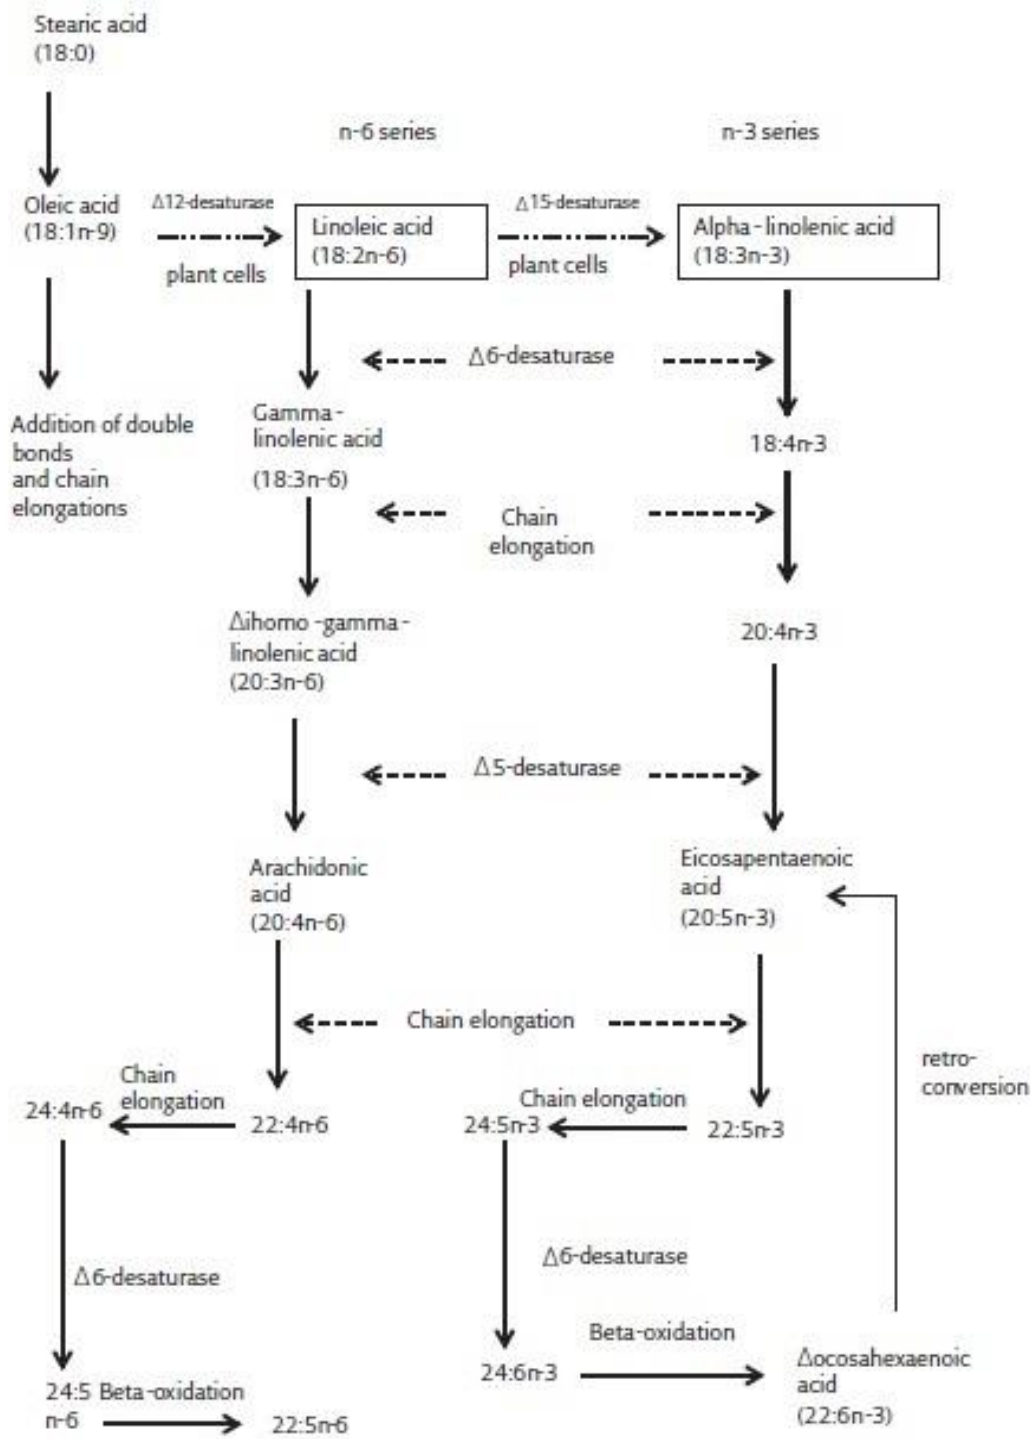 Stearic acid
(18:0)
n-6 series
n-3 series
Oleic acid
(18:1n-9)
Δ12-desaturase
plant cells
Linoleic acid
(18:2n-6)
Δ15-desaturase
plant cells
Alpha-linolenic acid
(18:3n-3)
Δ6-desaturase
Addition of double
bonds
and chain
elongations
Gamma-
linolenic acid
(18:3n-6)
18:4n-3
Chain
elongation
Δihomo-gamma-
linolenic acid
(20:3n-6)
20:4n-3
Δ5-desaturase
Arachidonic
acid
(20:4n-6)
Eicosapentaenoic
acid
(20:5n-3)
Chain elongation
retro-
conversion
24:4n-6
Chain
elongation
22:4n-6
24:5n-3
Chain elongation
22:5n-3
Δ6-desaturase
Δ6-desaturase
24:5
n-6
Beta-oxidation
22:5n-6
24:6n-3
Beta-oxidation
Δocosahexaenoic
acid
(22:6n-3)